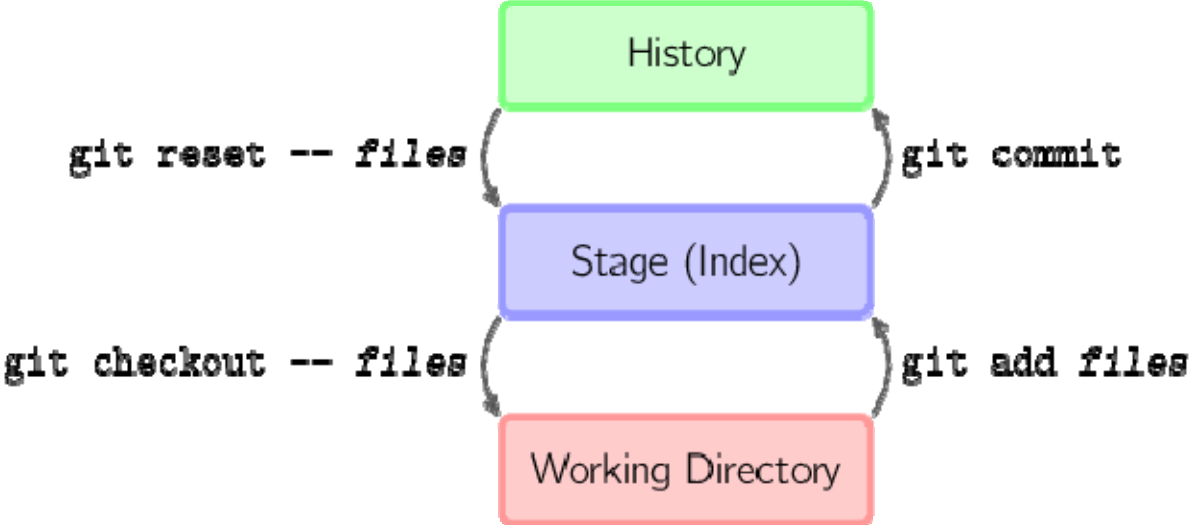 History
git reset -- files
git commit
Stage (Index)
git checkout -- files
git add files
Working Directory